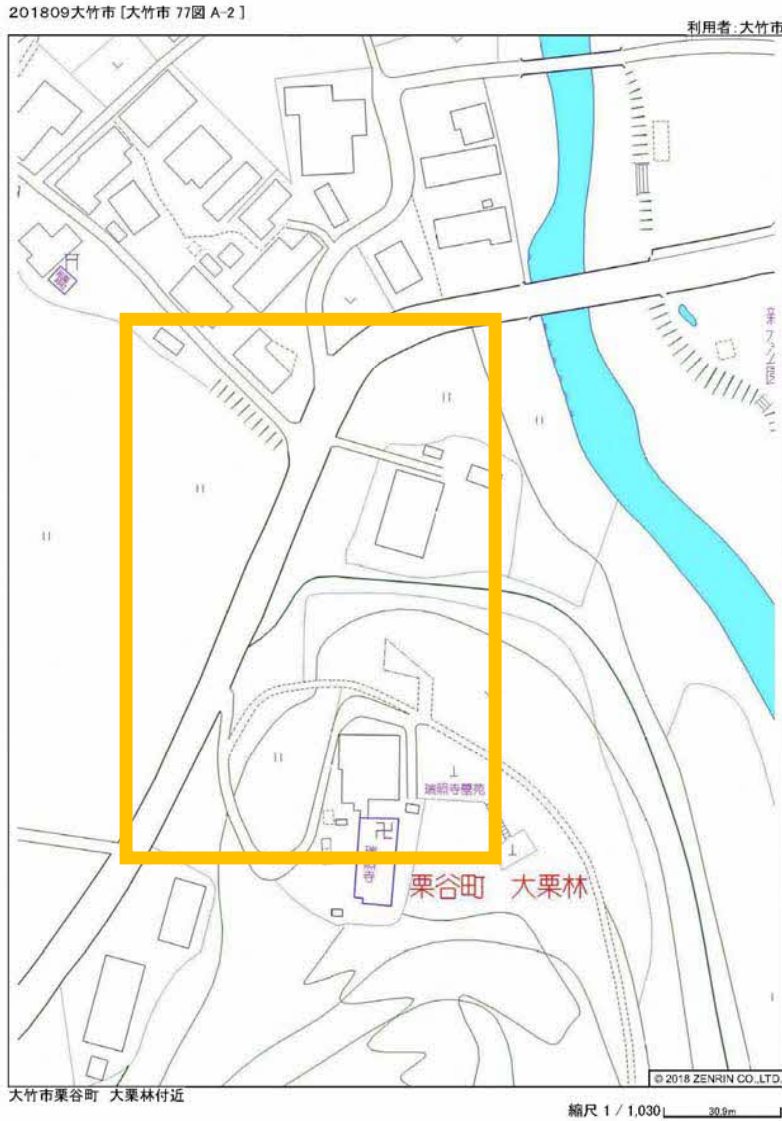 201809大竹市 [大竹市 77図 A-2 ]
利用者:大竹市
瑞照寺墓苑
瑞照寺
栗谷町 大栗林
© 2018 ZENRIN CO.,LTD.
大竹市栗谷町 大栗林付近
縮尺 1 / 1,030
30.9m